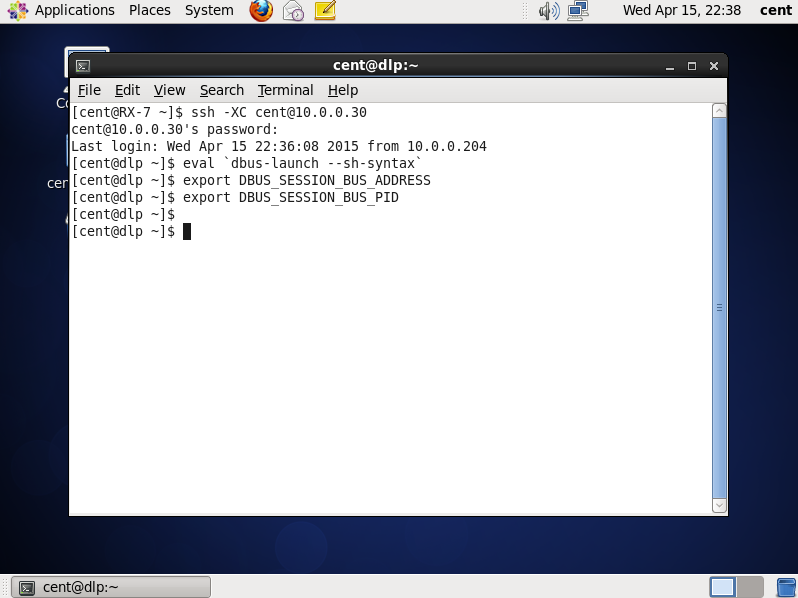 Applications Places System Wed Apr 15, 22:38 cent
cent@dlp:~
File Edit View Search Terminal Help
[cent@RX-7 ~]$ ssh -XC cent@10.0.0.30
cent@10.0.0.30's password:
Last login: Wed Apr 15 22:36:08 2015 from 10.0.0.204
[cent@dlp ~]$ eval `dbus-launch --sh-syntax`
[cent@dlp ~]$ export DBUS_SESSION_BUS_ADDRESS
[cent@dlp ~]$ export DBUS_SESSION_BUS_PID
[cent@dlp ~]$
[cent@dlp ~]$
cent@dlp:~